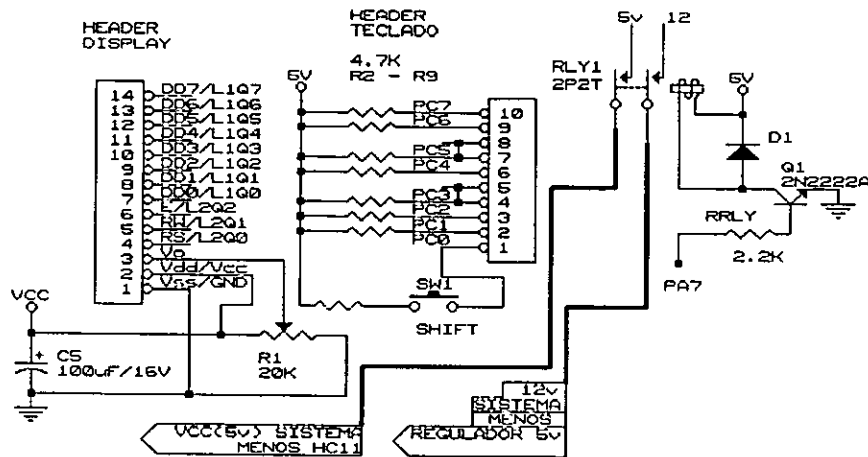 HEADER
DISPLAY
14
13
12
11
10
9
8
7
6
5
4
3
2
1
DD7/L1Q7
DD6/L1Q6
DD5/L1Q5
DD4/L1Q4
DD3/L1Q3
DD2/L1Q2
DD1/L1Q1
DD0/L1Q0
E/L2Q2
RW/L2Q1
RS/L2Q0
Vo
Vdd/Vcc
Vss/GND
VCC
+
C5
100uF/16V
R1
20K
HEADER
TECLADO
4.7K
R2 - R9
5V
PC7
PC6
PC5
PC4
PC3
PC2
PC1
PC0
10
9
8
7
6
5
4
3
2
1
SW1
SHIFT
5v
12
RLY1
2P2T
5V
D1
Q1
2N2222A
RRLY
2.2K
PA7
VCC(5v) SISTEMA
MENOS HC11
12v
SISTEMA
MENOS
REGULADOR 5v